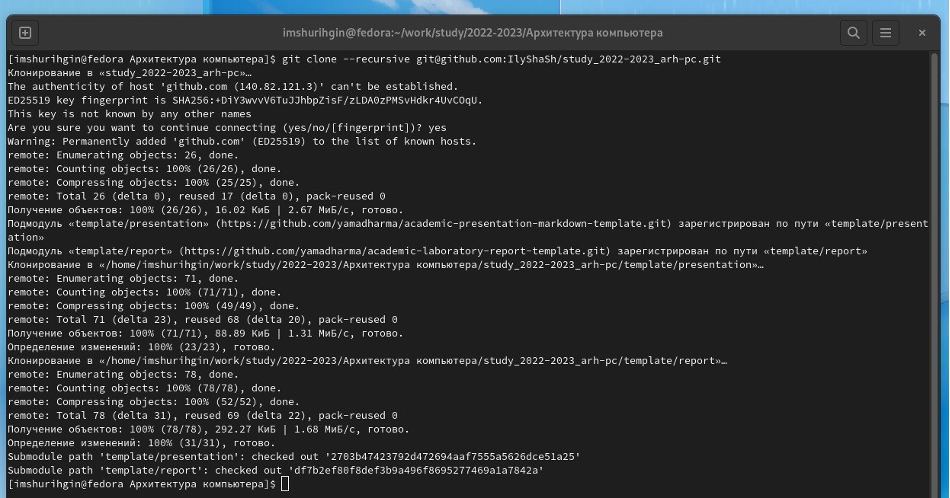 imshurihgin@fedora:~/work/study/2022-2023/Архитектура компьютера
[imshurihgin@fedora Архитектура компьютера]$ git clone --recursive git@github.com:IlyShaSh/study_2022-2023_arh-pc.git
Клонирование в «study_2022-2023_arh-pc»…
The authenticity of host 'github.com (140.82.121.3)' can't be established.
ED25519 key fingerprint is SHA256:+DiY3wvvV6TuJJhbpZisF/zLDA0zPMSvHdkr4UvCOqU.
This key is not known by any other names
Are you sure you want to continue connecting (yes/no/[fingerprint])? yes
Warning: Permanently added 'github.com' (ED25519) to the list of known hosts.
remote: Enumerating objects: 26, done.
remote: Counting objects: 100% (26/26), done.
remote: Compressing objects: 100% (25/25), done.
remote: Total 26 (delta 0), reused 17 (delta 0), pack-reused 0
Получение объектов: 100% (26/26), 16.02 КиБ | 2.67 МиБ/с, готово.
Подмодуль «template/presentation» (https://github.com/yamadharma/academic-presentation-markdown-template.git) зарегистрирован по пути «template/present
ation»
Подмодуль «template/report» (https://github.com/yamadharma/academic-laboratory-report-template.git) зарегистрирован по пути «template/report»
Клонирование в «/home/imshurihgin/work/study/2022-2023/Архитектура компьютера/study_2022-2023_arh-pc/template/presentation»…
remote: Enumerating objects: 71, done.
remote: Counting objects: 100% (71/71), done.
remote: Compressing objects: 100% (49/49), done.
remote: Total 71 (delta 23), reused 68 (delta 20), pack-reused 0
Получение объектов: 100% (71/71), 88.89 КиБ | 1.31 МиБ/с, готово.
Определение изменений: 100% (23/23), готово.
Клонирование в «/home/imshurihgin/work/study/2022-2023/Архитектура компьютера/study_2022-2023_arh-pc/template/report»…
remote: Enumerating objects: 78, done.
remote: Counting objects: 100% (78/78), done.
remote: Compressing objects: 100% (52/52), done.
remote: Total 78 (delta 31), reused 69 (delta 22), pack-reused 0
Получение объектов: 100% (78/78), 292.27 КиБ | 1.68 МиБ/с, готово.
Определение изменений: 100% (31/31), готово.
Submodule path 'template/presentation': checked out '2703b47423792d472694aaf7555a5626dce51a25'
Submodule path 'template/report': checked out 'df7b2ef80f8def3b9a496f8695277469a1a7842a'
[imshurihgin@fedora Архитектура компьютера]$